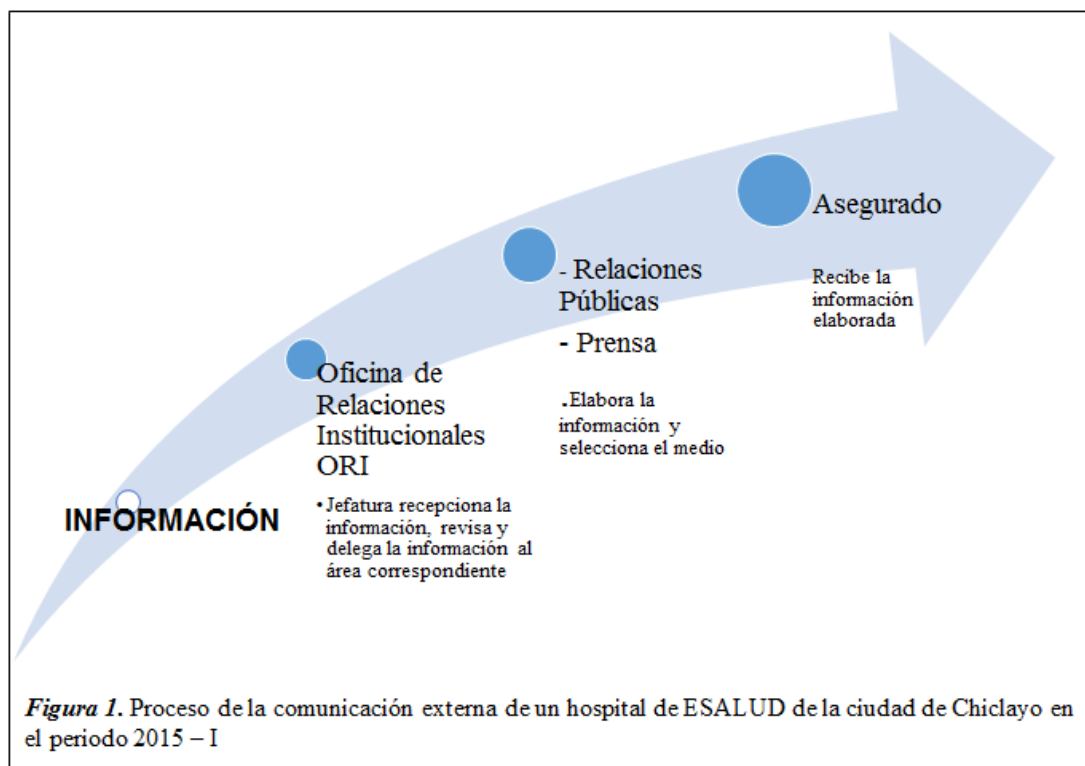 INFORMACIÓN
Oficina de
Relaciones
Institucionales
ORI
•Jefatura recepciona la
información, revisa y
delega la información al
área correspondiente
- Relaciones
Públicas
- Prensa
.Elabora la
información y
selecciona el medio
Asegurado
Recibe la
información
elaborada
Figura 1. Proceso de la comunicación externa de un hospital de ESALUD de la ciudad de Chiclayo en
el periodo 2015 – I